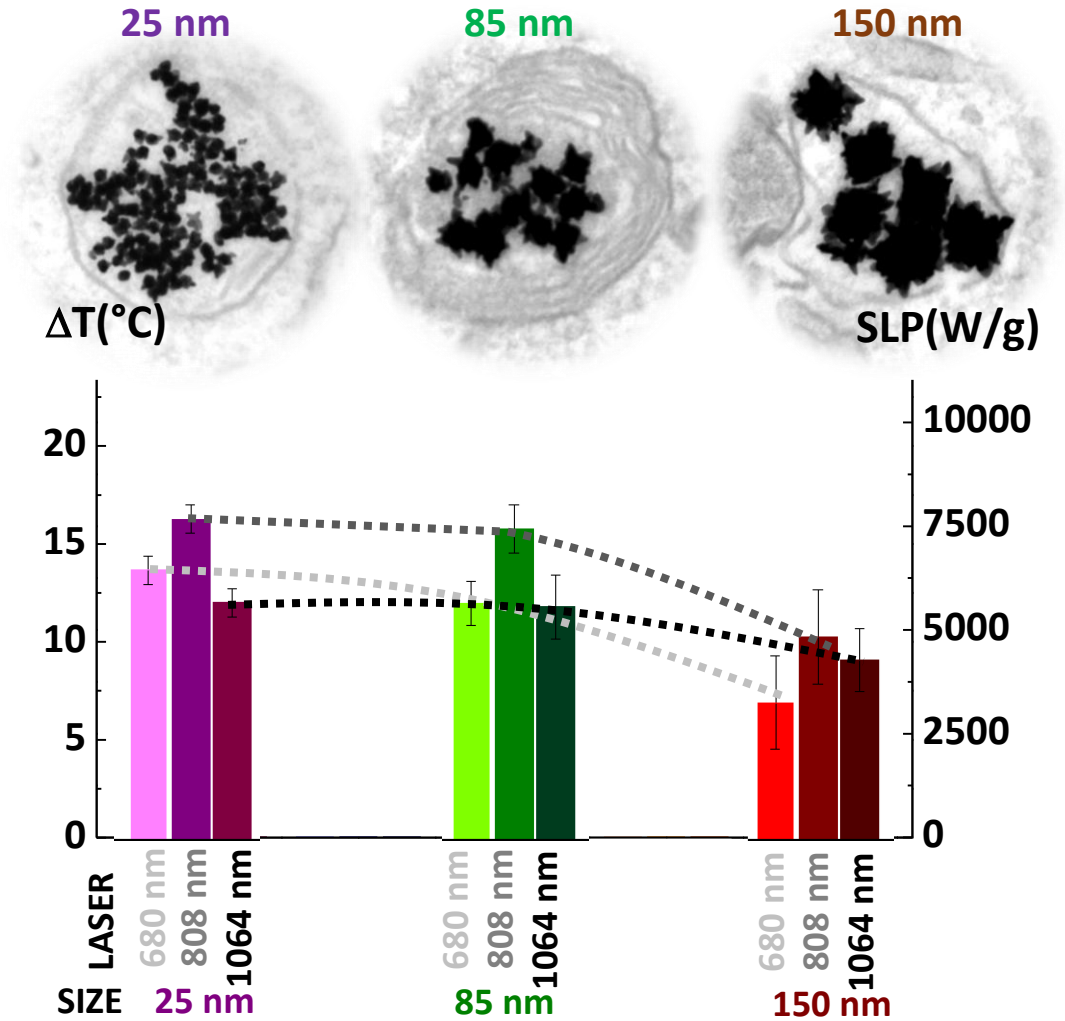 25 nm 85 nm 150 nm
ΔT(°C) SLP(W/g)
20
15
10
5
0
10000
7500
5000
2500
0
LASER
680 nm
808 nm
1064 nm
680 nm
808 nm
1064 nm
680 nm
808 nm
1064 nm
SIZE 25 nm 85 nm 150 nm